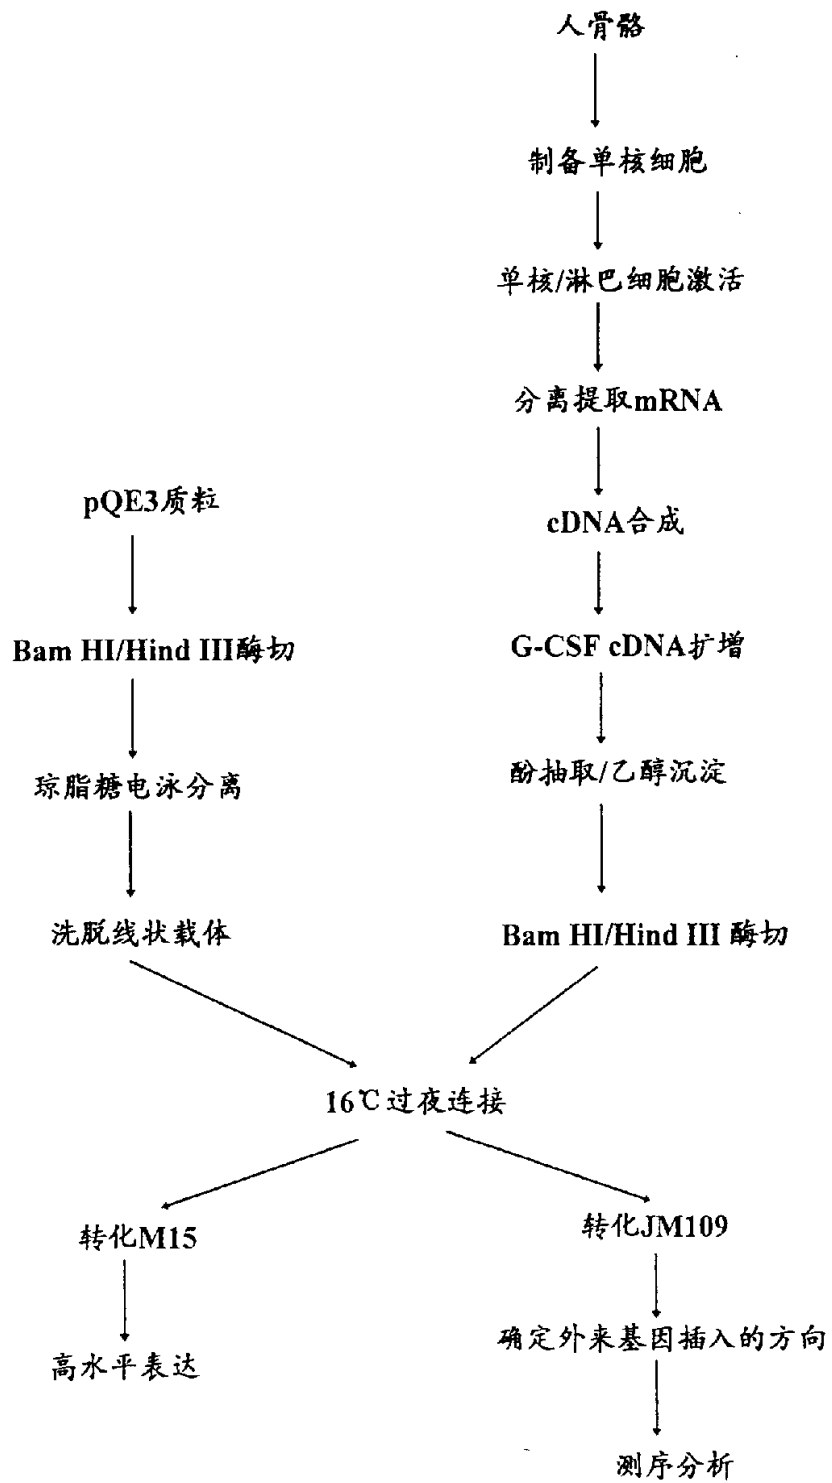 人骨骼
制备单核细胞
单核/淋巴细胞激活
分离提取mRNA
pQE3质粒
cDNA合成
Bam HI/Hind III酶切
G-CSF cDNA扩增
琼脂糖电泳分离
酚抽取/乙醇沉淀
洗脱线状载体
Bam HI/Hind III 酶切
16℃过夜连接
转化M15
转化JM109
高水平表达
确定外来基因插入的方向
测序分析